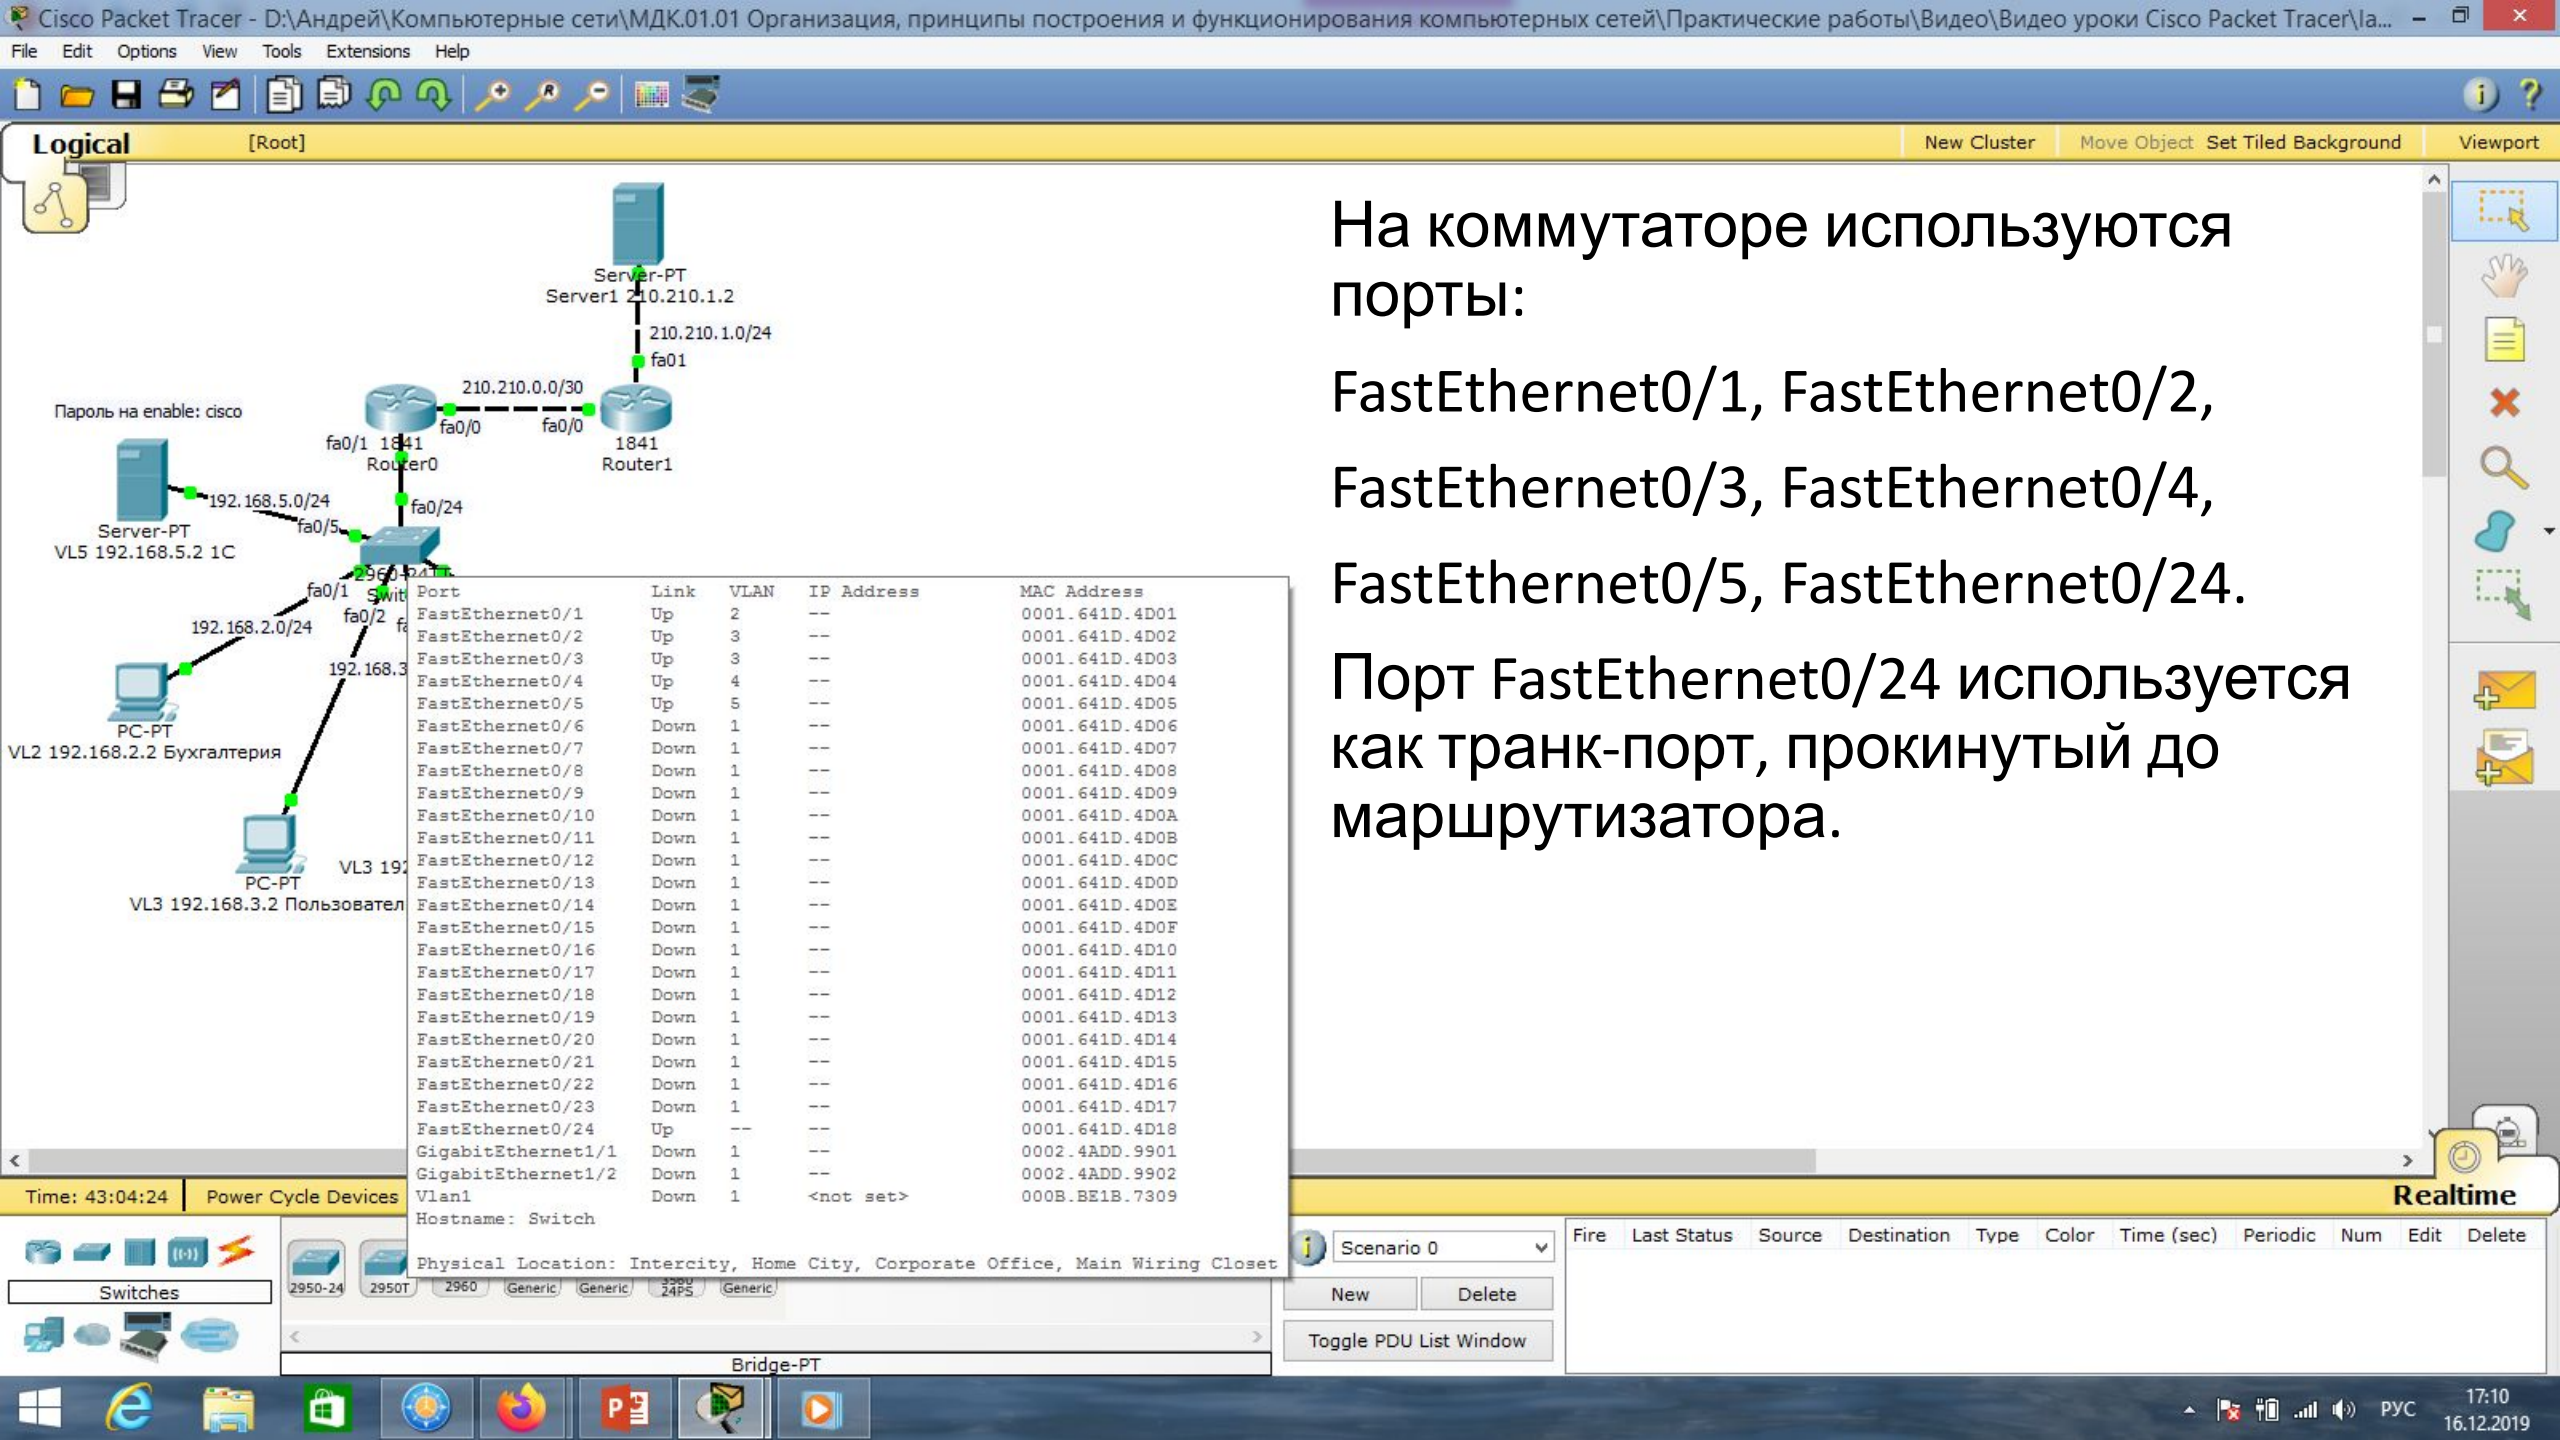 Cisco Packet Tracer - D:\Андрей\Компьютерные сети\МДК.01.01 Организация, принципы построения и функционирования компьютерных сетей\Практические работы\Видео\Видео уроки Cisco Packet Tracer\la...
File Edit Options View Tools Extensions Help
Logical [Root] New Cluster Move Object Set Tiled Background Viewport
Server-PT
Server1 210.210.1.2
210.210.1.0/24
fa01
210.210.0.0/30
Пароль на enable: cisco
fa0/0 fa0/0
fa0/1 1841
Router0
1841
Router1
192.168.5.0/24
fa0/24
fa0/5
Server-PT
VL5 192.168.5.2 1C
fa0/1
fa0/2
192.168.2.0/24
192.168.3
PC-PT
VL2 192.168.2.2 Бухгалтерия
VL3 192
PC-PT
VL3 192.168.3.2 Пользовател
Port Link VLAN IP Address MAC Address
FastEthernet0/1 Up 2 -- 0001.641D.4D01
FastEthernet0/2 Up 3 -- 0001.641D.4D02
FastEthernet0/3 Up 3 -- 0001.641D.4D03
FastEthernet0/4 Up 4 -- 0001.641D.4D04
FastEthernet0/5 Up 5 -- 0001.641D.4D05
FastEthernet0/6 Down 1 -- 0001.641D.4D06
FastEthernet0/7 Down 1 -- 0001.641D.4D07
FastEthernet0/8 Down 1 -- 0001.641D.4D08
FastEthernet0/9 Down 1 -- 0001.641D.4D09
FastEthernet0/10 Down 1 -- 0001.641D.4D0A
FastEthernet0/11 Down 1 -- 0001.641D.4D0B
FastEthernet0/12 Down 1 -- 0001.641D.4D0C
FastEthernet0/13 Down 1 -- 0001.641D.4D0D
FastEthernet0/14 Down 1 -- 0001.641D.4D0E
FastEthernet0/15 Down 1 -- 0001.641D.4D0F
FastEthernet0/16 Down 1 -- 0001.641D.4D10
FastEthernet0/17 Down 1 -- 0001.641D.4D11
FastEthernet0/18 Down 1 -- 0001.641D.4D12
FastEthernet0/19 Down 1 -- 0001.641D.4D13
FastEthernet0/20 Down 1 -- 0001.641D.4D14
FastEthernet0/21 Down 1 -- 0001.641D.4D15
FastEthernet0/22 Down 1 -- 0001.641D.4D16
FastEthernet0/23 Down 1 -- 0001.641D.4D17
FastEthernet0/24 Up -- -- 0001.641D.4D18
GigabitEthernet1/1 Down 1 -- 0002.4ADD.9901
GigabitEthernet1/2 Down 1 -- 0002.4ADD.9902
Vlan1 Down 1 <not set> 000B.BE1B.7309
Hostname: Switch
Physical Location: Intercity, Home City, Corporate Office, Main Wiring Closet
На коммутаторе используются
порты:
FastEthernet0/1, FastEthernet0/2,
FastEthernet0/3, FastEthernet0/4,
FastEthernet0/5, FastEthernet0/24.
Порт FastEthernet0/24 используется
как транк-порт, прокинутый до
маршрутизатора.
Time: 43:04:24 Power Cycle Devices
Realtime
Switches
2950-24 2950T 2960 Generic Generic 24PS Generic
Bridge-PT
Scenario 0
New Delete
Toggle PDU List Window
Fire Last Status Source Destination Type Color Time (sec) Periodic Num Edit Delete
РУС
17:10
16.12.2019